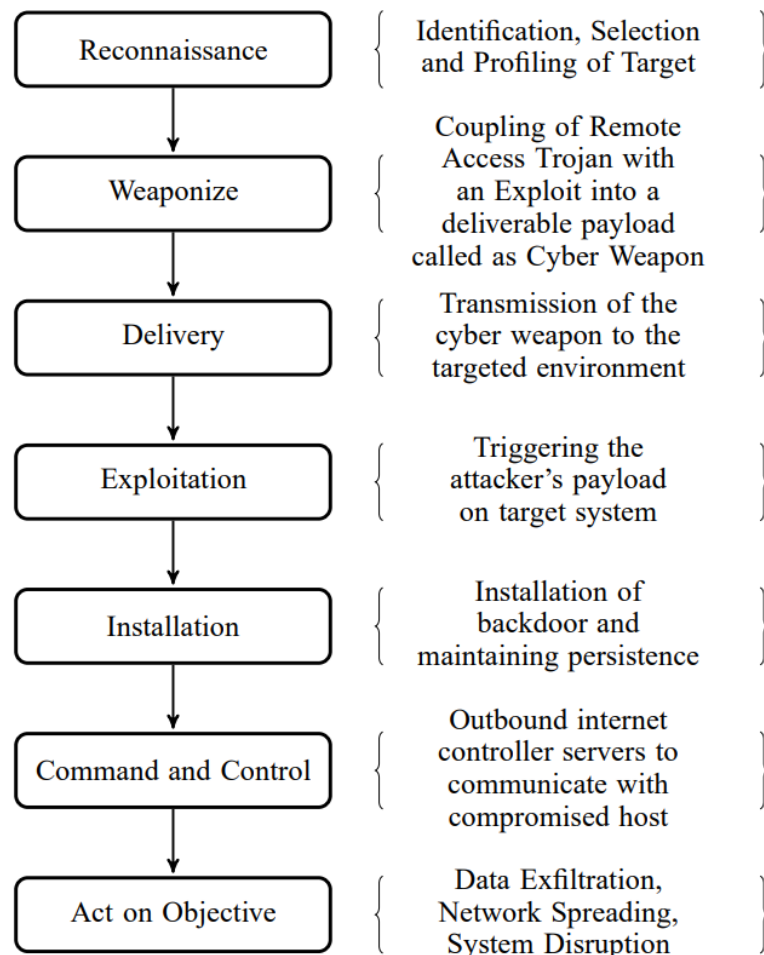 Reconnaissance
Identification, Selection
and Profiling of Target
Weaponize
Coupling of Remote
Access Trojan with
an Exploit into a
deliverable payload
called as Cyber Weapon
Delivery
Transmission of the
cyber weapon to the
targeted environment
Exploitation
Triggering the
attacker’s payload
on target system
Installation
Installation of
backdoor and
maintaining persistence
Command and Control
Outbound internet
controller servers to
communicate with
compromised host
Act on Objective
Data Exfiltration,
Network Spreading,
System Disruption